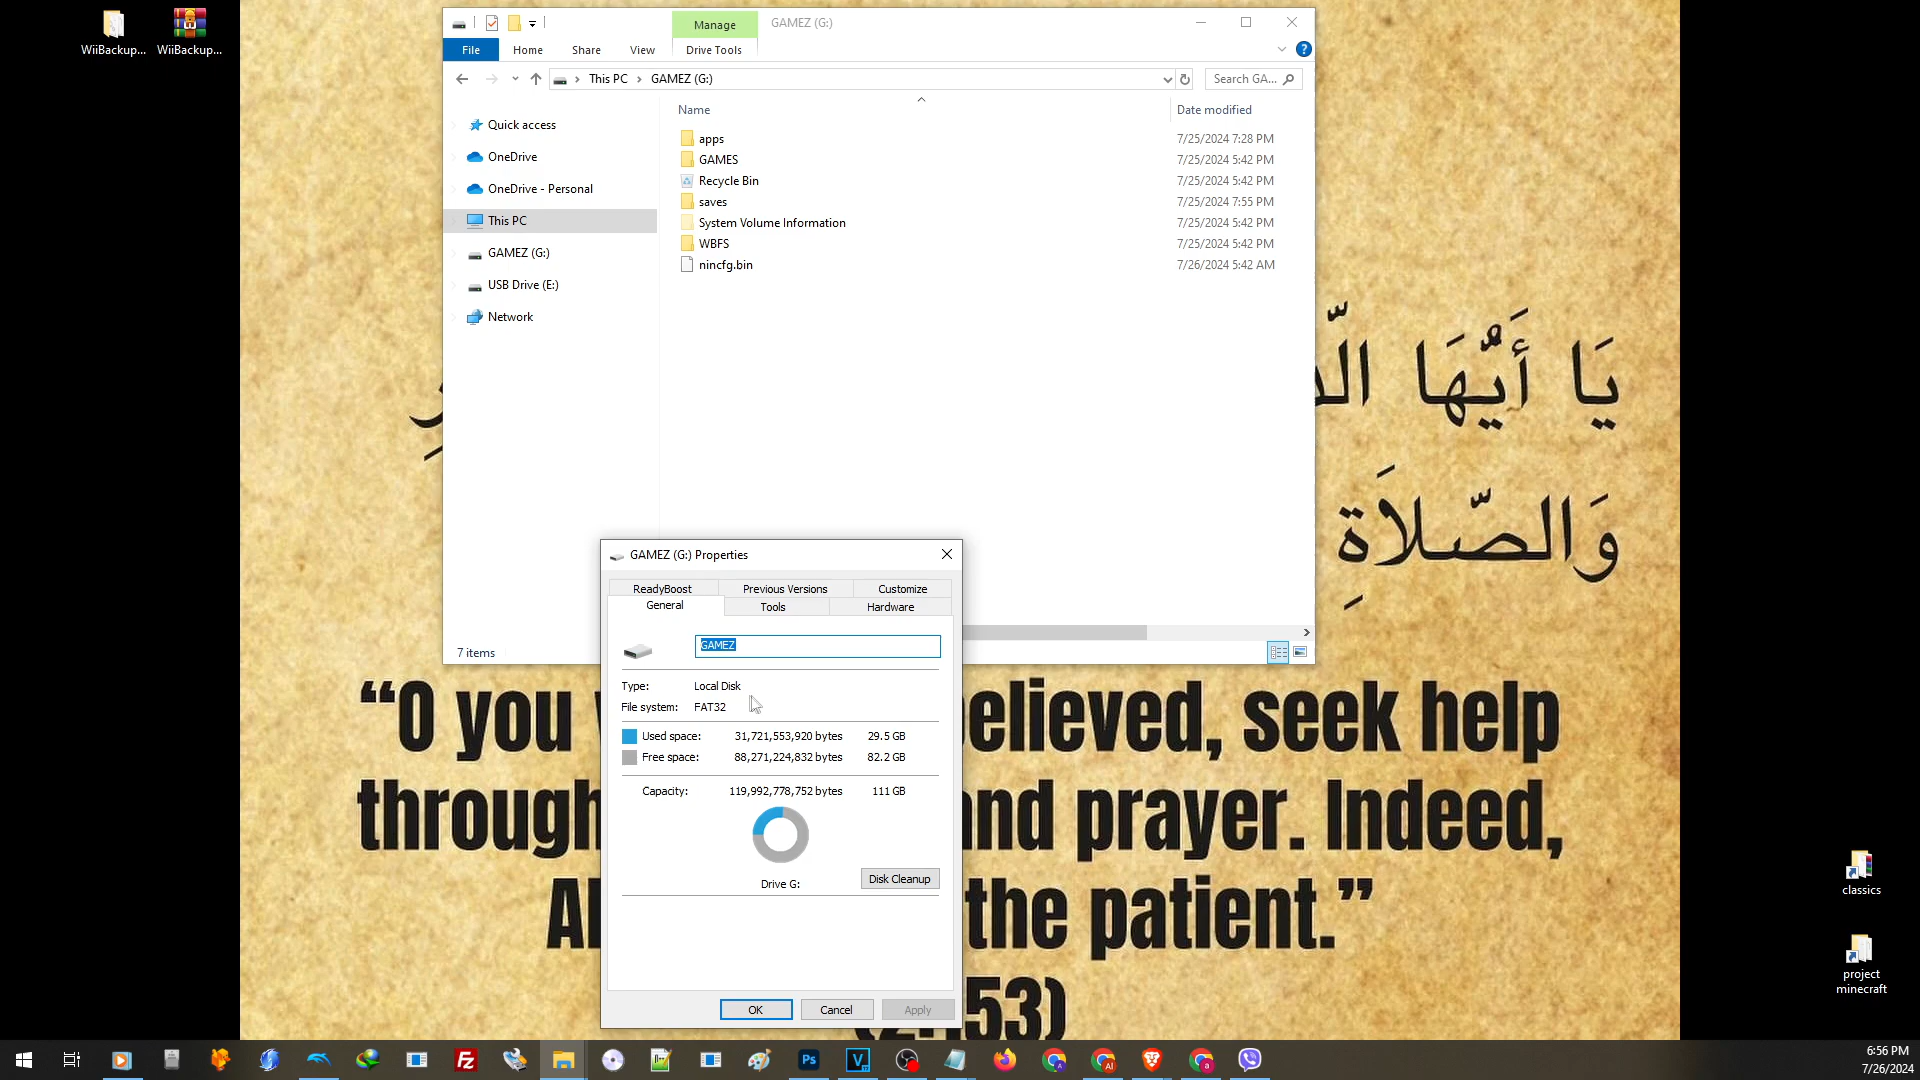 WiiBackup...
WiiBackup...
Manage
GAMEZ (G:)
File
Home
Share
View
Drive Tools
This PC > GAMEZ (G:)
Search GA...
Quick access
OneDrive
OneDrive - Personal
This PC
GAMEZ (G:)
USB Drive (E:)
Network
Name
Date modified
apps 7/25/2024 7:28 PM
GAMES 7/25/2024 5:42 PM
Recycle Bin 7/25/2024 5:42 PM
saves 7/25/2024 7:55 PM
System Volume Information 7/25/2024 5:42 PM
WBFS 7/25/2024 5:42 PM
nincfg.bin 7/26/2024 5:42 AM
7 items
يَا أَيُّهَا
وَالصَّلَاةِ
GAMEZ (G:) Properties
ReadyBoost
Previous Versions
Customize
General
Tools
Hardware
GAMEZ
Type: Local Disk
File system: FAT32
Used space: 31,721,553,920 bytes 29.5 GB
Free space: 88,271,224,832 bytes 82.2 GB
Capacity: 119,992,778,752 bytes 111 GB
Drive G:
Disk Cleanup
OK
Cancel
Apply
“O you elieved, seek help
through nd prayer. Indeed,
Al the patient.”
53)
classics
project
minecraft
Fz
Ps
V
6:56 PM
7/26/2024